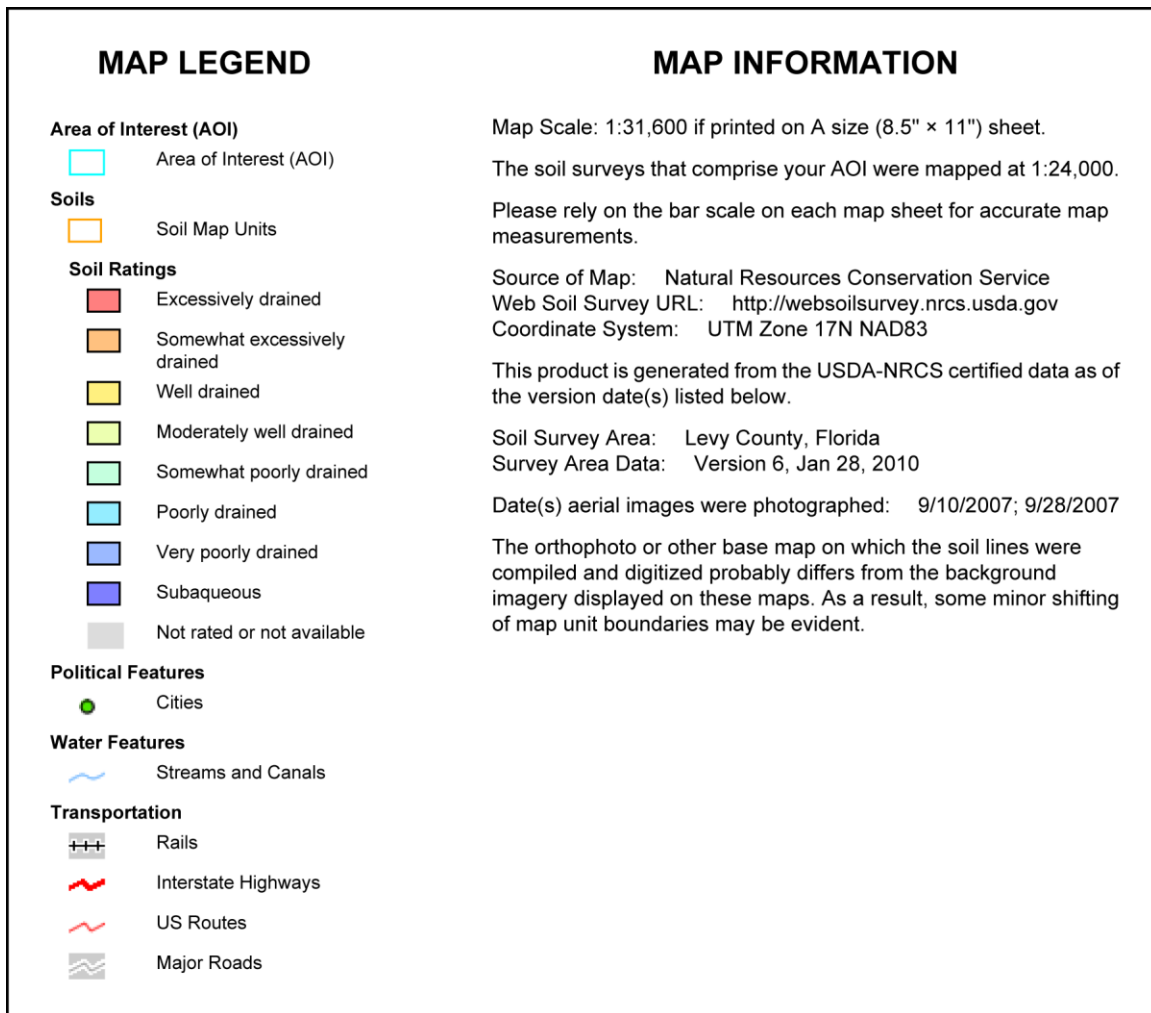 MAP LEGEND
Area of Interest (AOI)
Area of Interest (AOI)
Soils
Soil Map Units
Soil Ratings
Excessively drained
Somewhat excessively
drained
Well drained
Moderately well drained
Somewhat poorly drained
Poorly drained
Very poorly drained
Subaqueous
Not rated or not available
Political Features
Cities
Water Features
Streams and Canals
Transportation
Rails
Interstate Highways
US Routes
Major Roads
MAP INFORMATION
Map Scale: 1:31,600 if printed on A size (8.5" × 11") sheet.
The soil surveys that comprise your AOI were mapped at 1:24,000.
Please rely on the bar scale on each map sheet for accurate map
measurements.
Source of Map: Natural Resources Conservation Service
Web Soil Survey URL: http://websoilsurvey.nrcs.usda.gov
Coordinate System: UTM Zone 17N NAD83
This product is generated from the USDA-NRCS certified data as of
the version date(s) listed below.
Soil Survey Area: Levy County, Florida
Survey Area Data: Version 6, Jan 28, 2010
Date(s) aerial images were photographed: 9/10/2007; 9/28/2007
The orthophoto or other base map on which the soil lines were
compiled and digitized probably differs from the background
imagery displayed on these maps. As a result, some minor shifting
of map unit boundaries may be evident.